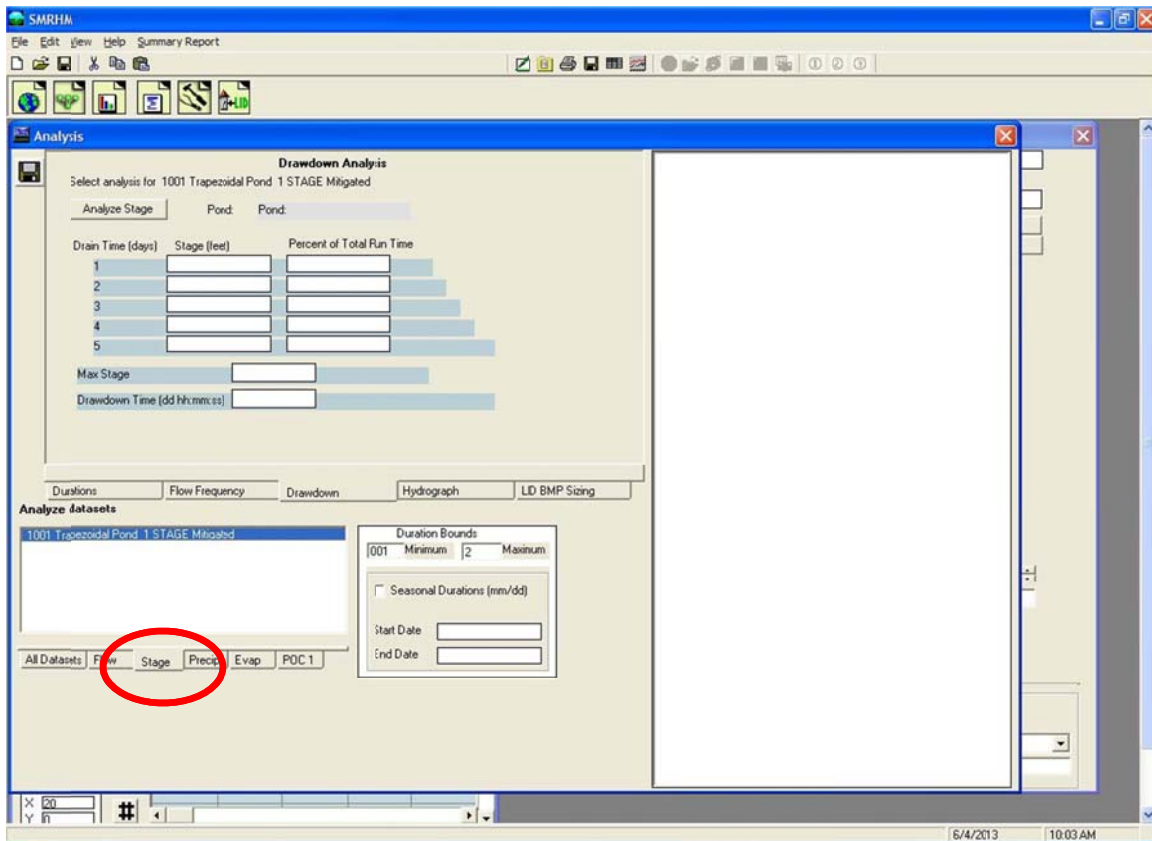 SMRHM
File Edit View Help Summary Report
LID
Analysis
Drawdown Analysis
Select analysis for 1001 Trapezoidal Pond 1 STAGE Mitigated
Analyze Stage Pond: Pond:
Drain Time (days) Stage (feet) Percent of Total Run Time
1
2
3
4
5
Max Stage
Drawdown Time (dd hh:mm:ss)
Durations Flow Frequency Drawdown Hydrograph LID BMP Sizing
Analyze datasets
1001 Trapezoidal Pond 1 STAGE Mitigated
Duration Bounds
001 Minimum 2 Maximum
Seasonal Durations (mm/dd)
Start Date
End Date
All Datasets Flow Stage Precip Evap POC 1
X 20
Y 0
#
6/4/2013 10:03 AM